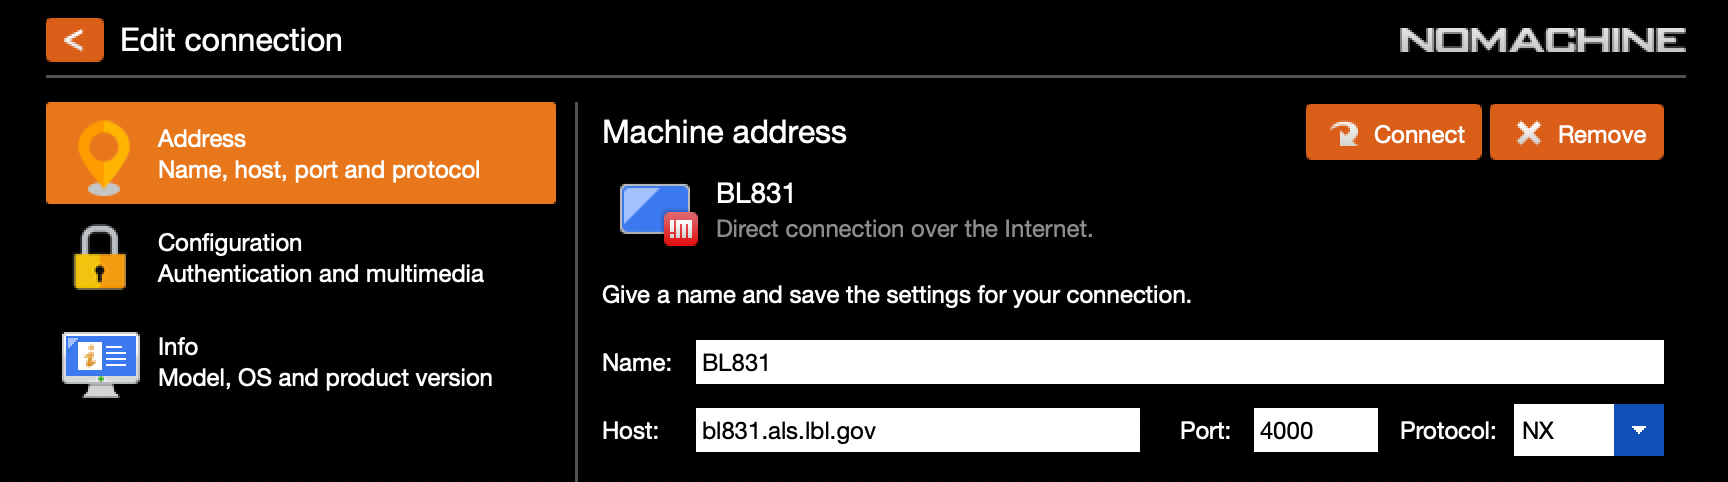 Edit connection
NOMACHINE
Address
Name, host, port and protocol
Configuration
Authentication and multimedia
Info
Model, OS and product version
Machine address
Connect
Remove
!M
BL831
Direct connection over the Internet.
Give a name and save the settings for your connection.
Name: BL831
Host: bl831.als.lbl.gov Port: 4000 Protocol: NX